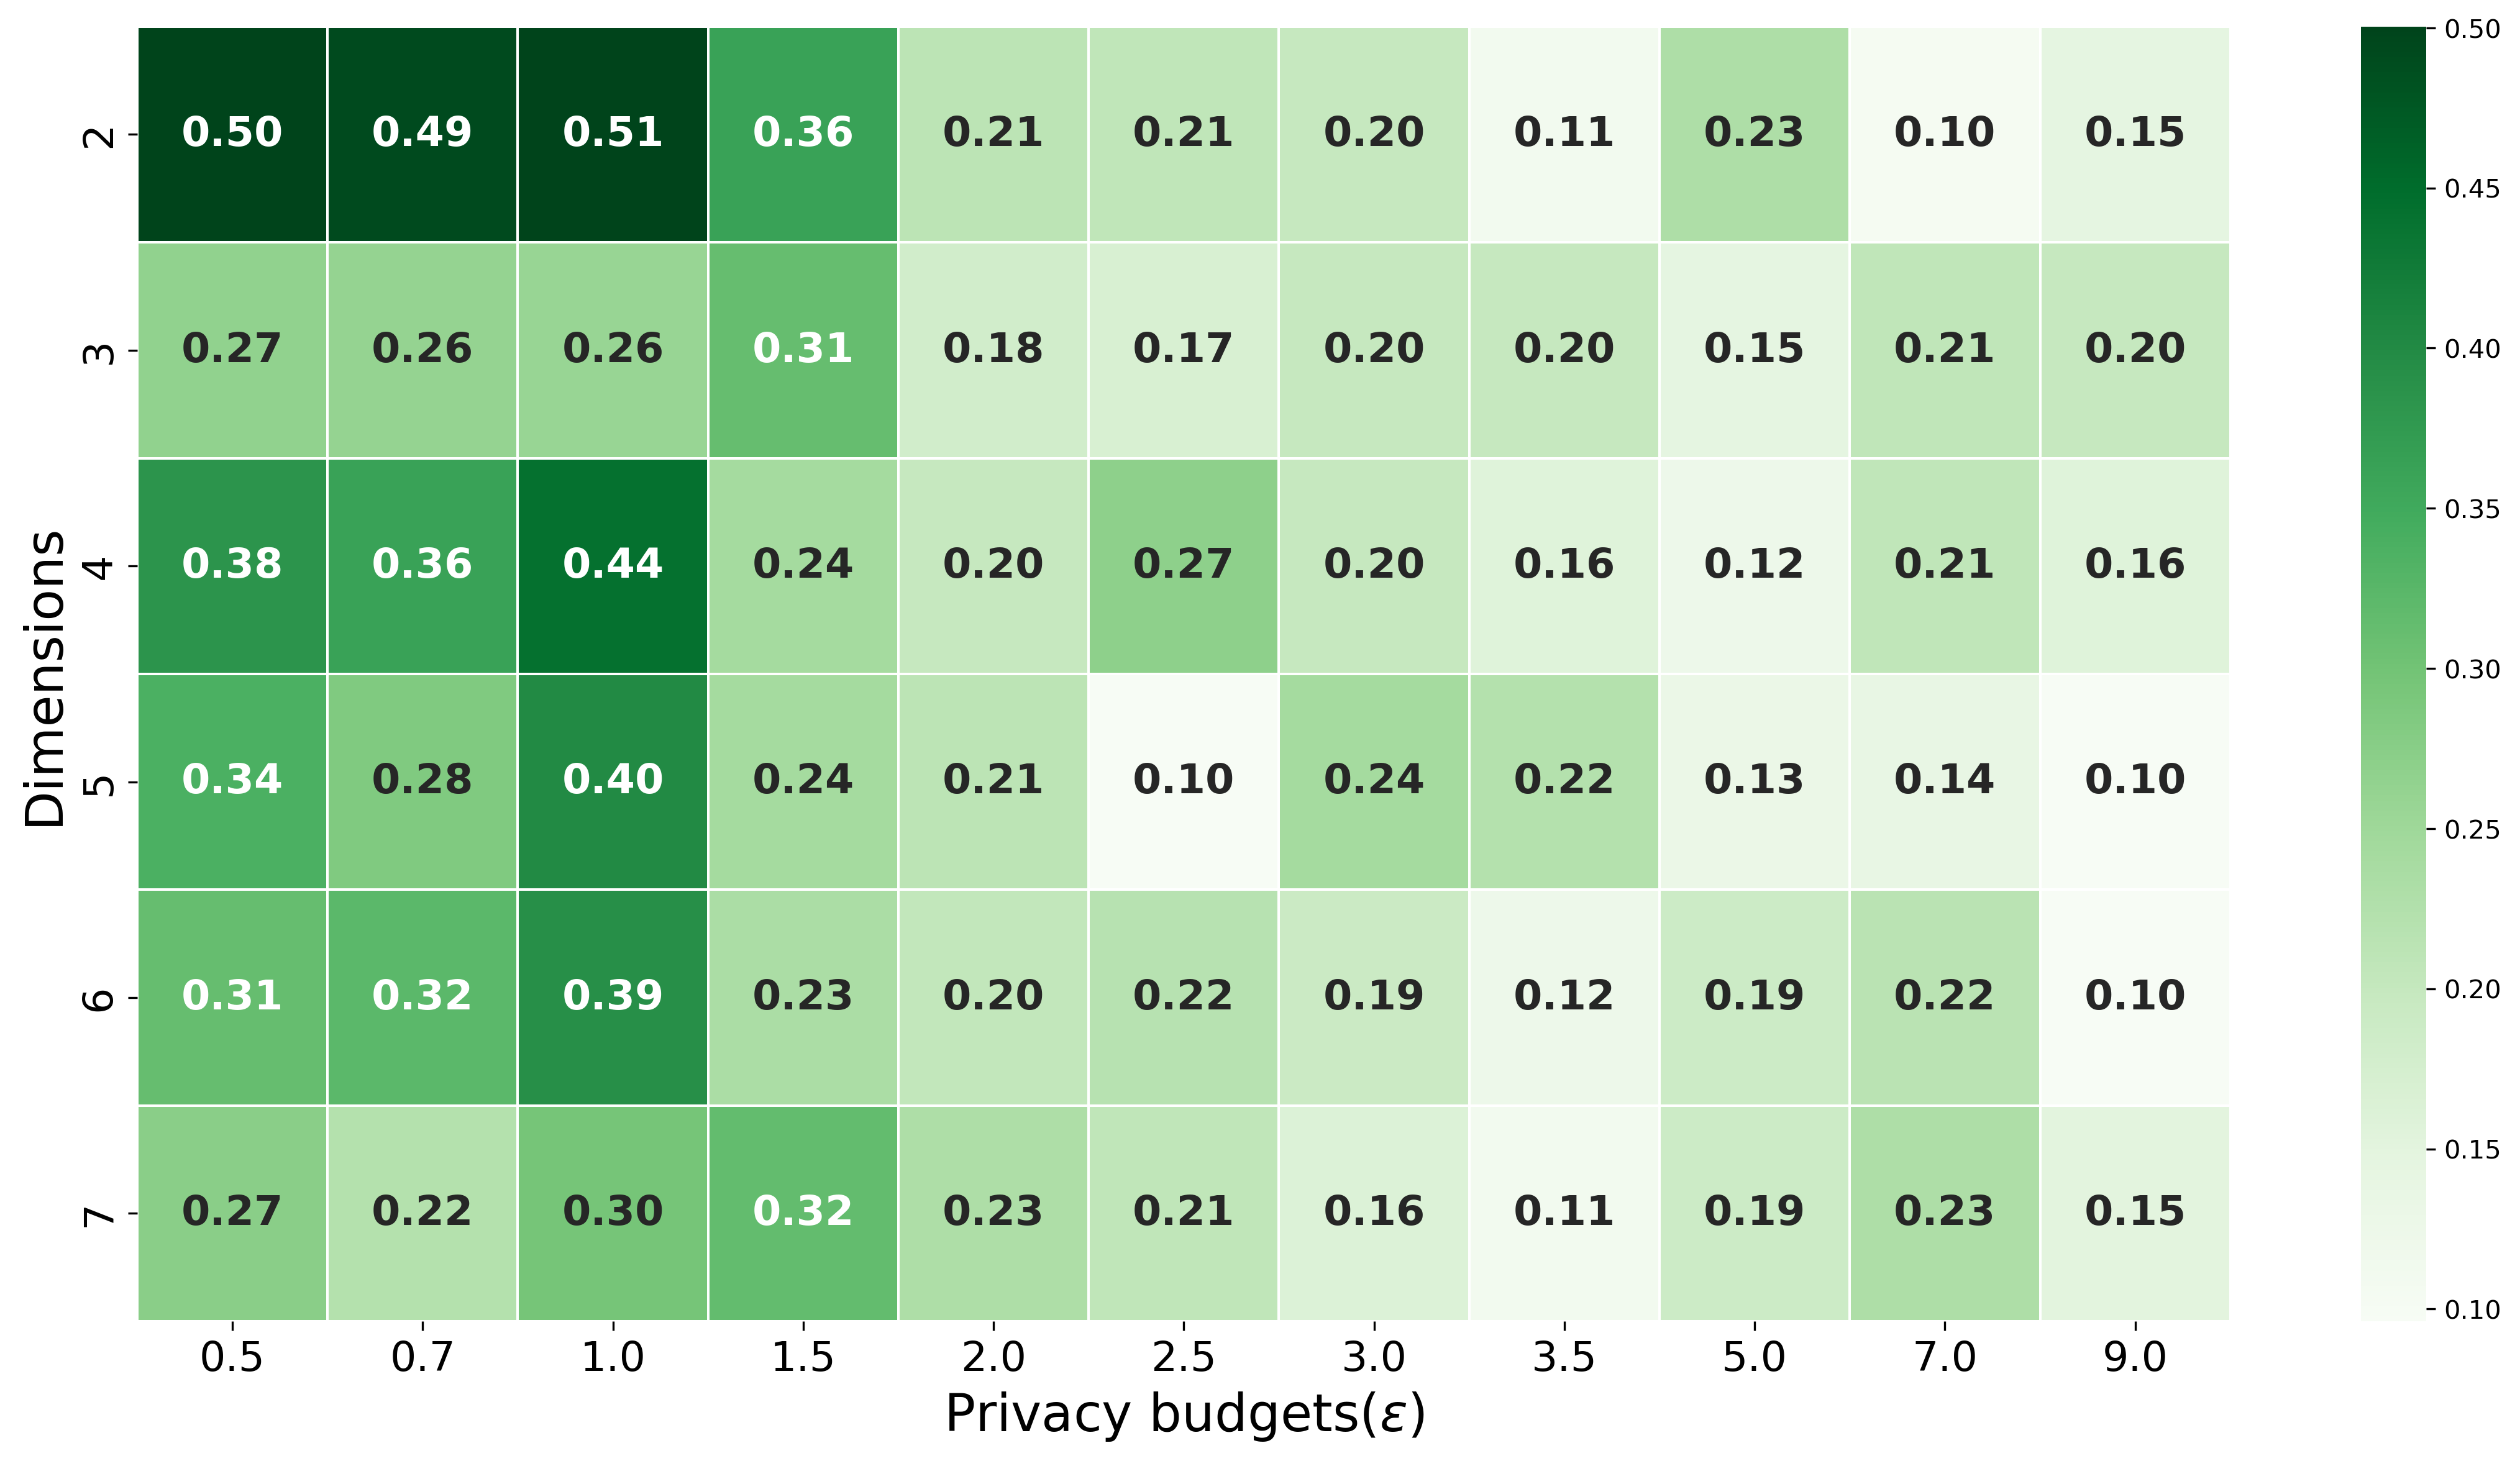 2 0.50 0.49 0.51 0.36 0.21 0.21 0.20 0.11 0.23 0.10 0.15
3 0.27 0.26 0.26 0.31 0.18 0.17 0.20 0.20 0.15 0.21 0.20
4 0.38 0.36 0.44 0.24 0.20 0.27 0.20 0.16 0.12 0.21 0.16
5 0.34 0.28 0.40 0.24 0.21 0.10 0.24 0.22 0.13 0.14 0.10
6 0.31 0.32 0.39 0.23 0.20 0.22 0.19 0.12 0.19 0.22 0.10
7 0.27 0.22 0.30 0.32 0.23 0.21 0.16 0.11 0.19 0.23 0.15
0.5 0.7 1.0 1.5 2.0 2.5 3.0 3.5 5.0 7.0 9.0
Privacy budgets(ε)
Dimensions
0.50
0.45
0.40
0.35
0.30
0.25
0.20
0.15
0.10